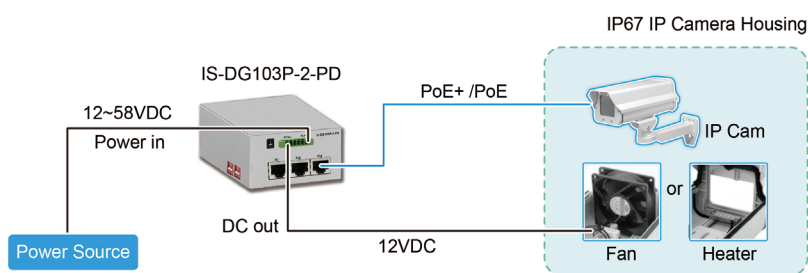 IP67 IP Camera Housing
IS-DG103P-2-PD
PoE+ /PoE
12~58VDC
Power in
IP Cam
or
DC out
12VDC
Power Source
Fan
Heater